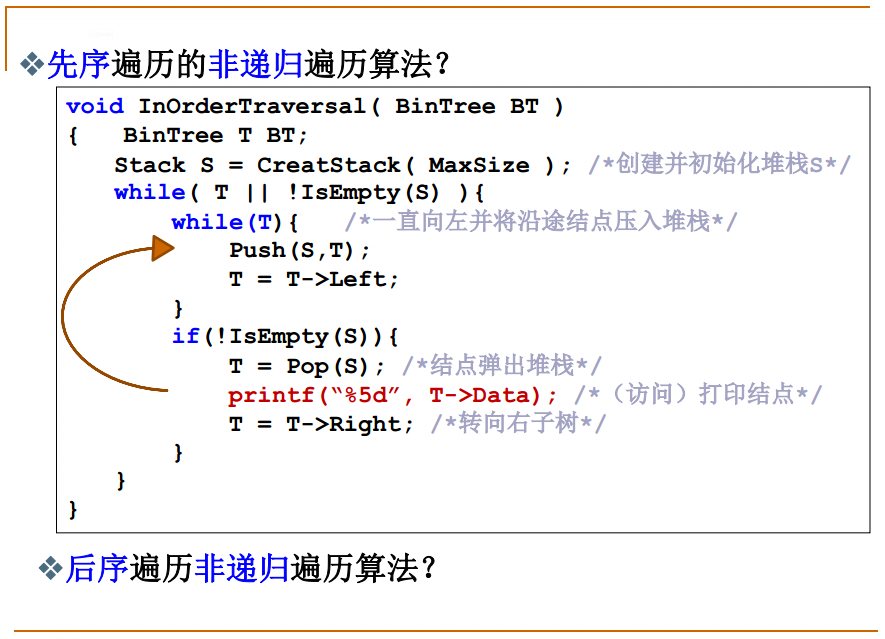 ❖先序遍历的非递归遍历算法？
void InOrderTraversal( BinTree BT )
{ BinTree T BT;
Stack S = CreatStack( MaxSize ); /*创建并初始化堆栈S*/
while( T || !IsEmpty(S) ){
while(T){ /*一直向左并将沿途结点压入堆栈*/
Push(S,T);
T = T->Left;
}
if(!IsEmpty(S)){
T = Pop(S); /*结点弹出堆栈*/
printf(“%5d”, T->Data); /*（访问）打印结点*/
T = T->Right; /*转向右子树*/
}
}
}
❖后序遍历非递归遍历算法？